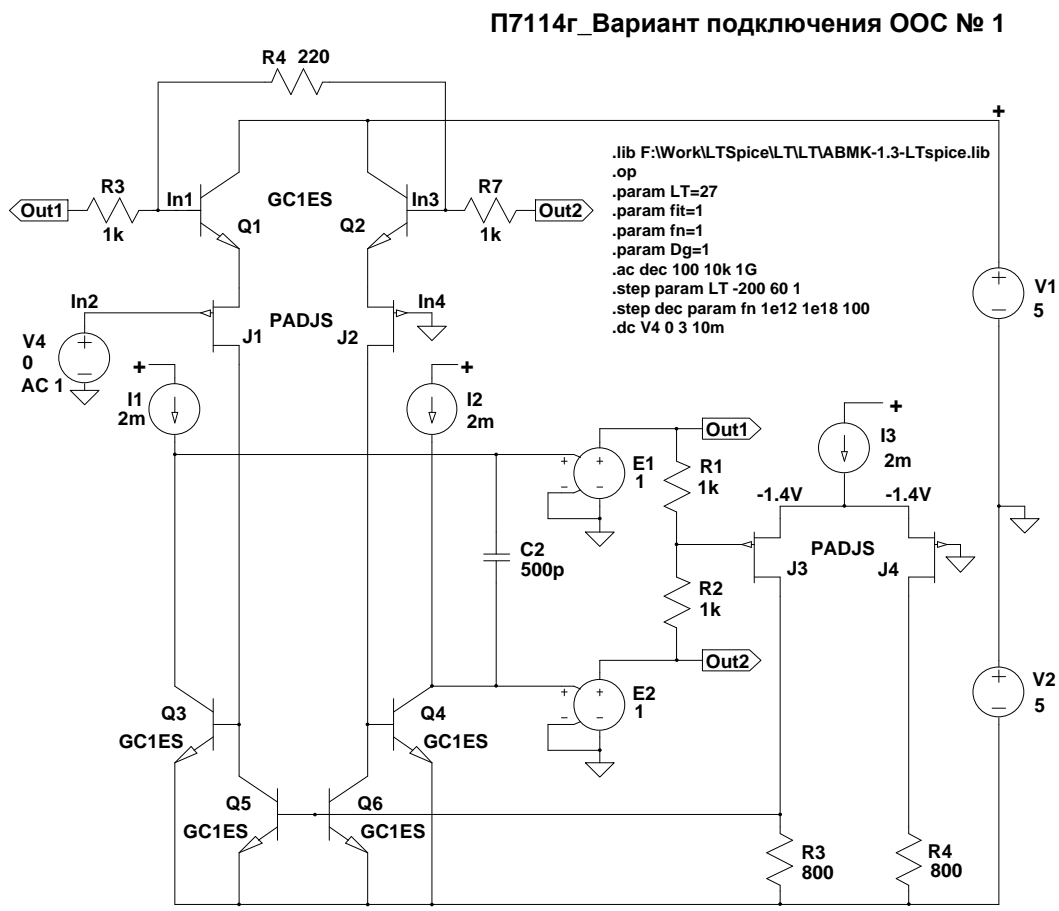 П7114г_Вариант подключения ООС № 1
R4 220
+
.lib F:\Work\LTSpice\LT\LT\ABMK-1.3-LTspice.lib
.op
.param LT=27
.param fit=1
.param fn=1
.param Dg=1
.ac dec 100 10k 1G
.step param LT -200 60 1
.step dec param fn 1e12 1e18 100
.dc V4 0 3 10m
Out1
R3
1k
In1
Q1
GC1ES
Q2
In3
R7
1k
Out2
V1
5
In2
J1
PADJS
J2
In4
V4
0
AC 1
+
I1
2m
+
I2
2m
E1
1
Out1
R1
1k
+
I3
2m
-1.4V
-1.4V
C2
500p
PADJS
J3
J4
R2
1k
Out2
E2
1
V2
5
Q3
GC1ES
Q4
GC1ES
Q5
GC1ES
Q6
GC1ES
R3
800
R4
800